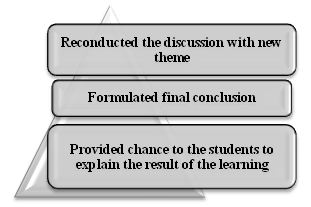 Reconducted the discussion with new
theme
Formulated final conclusion
Provided chance to the students to
explain the result of the learning